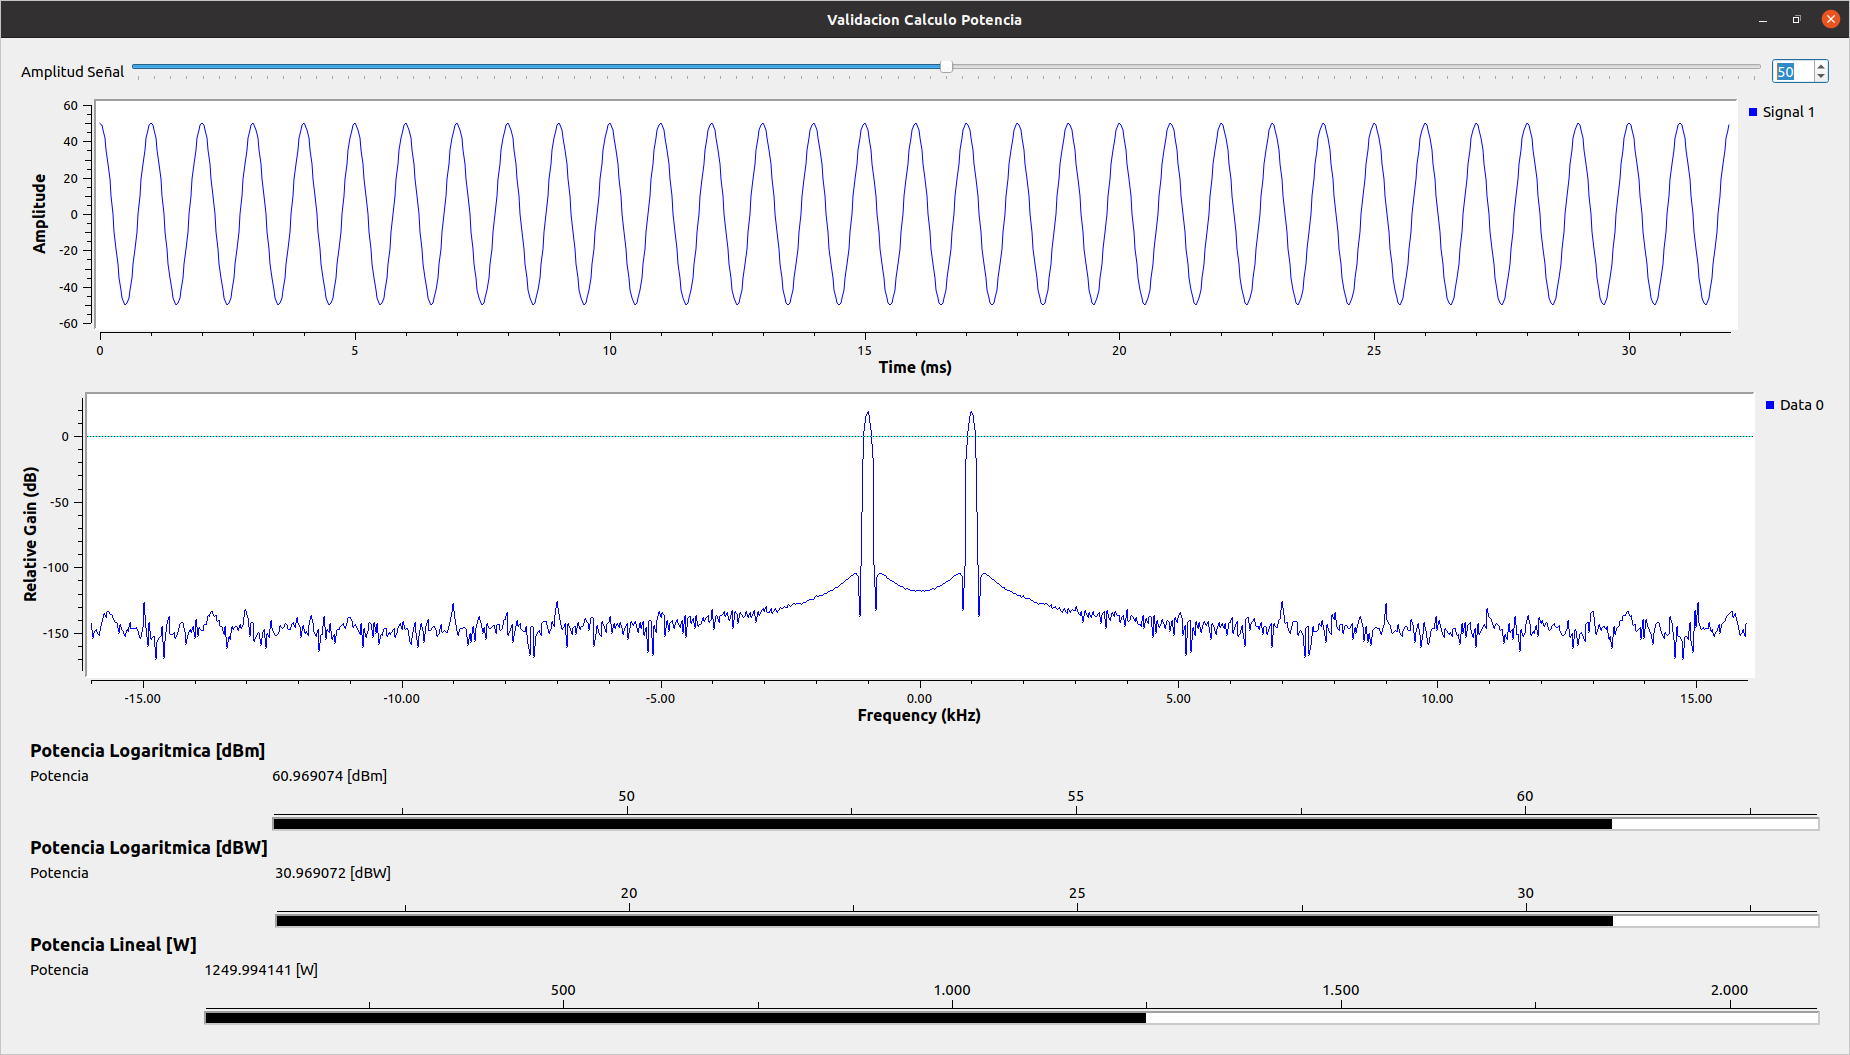 Validacion Calculo Potencia
Amplitud Señal
50
60
40
20
0
-20
-40
-60
Amplitude
Signal 1
0 5 10 15 20 25 30
Time (ms)
0
-50
-100
-150
Relative Gain (dB)
Data 0
-15.00 -10.00 -5.00 0.00 5.00 10.00 15.00
Frequency (kHz)
Potencia Logaritmica [dBm]
Potencia 60.969074 [dBm]
50 55 60
Potencia Logaritmica [dBW]
Potencia 30.969072 [dBW]
20 25 30
Potencia Lineal [W]
Potencia 1249.994141 [W]
500 1.000 1.500 2.000